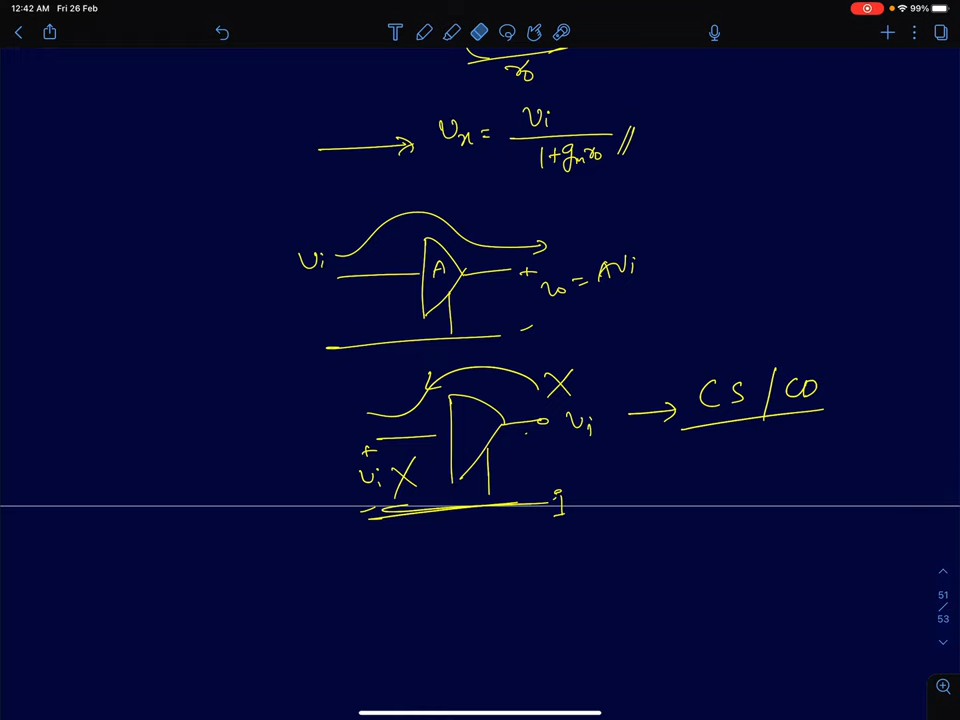 12:42 AM Fri 26 Feb
99%
r0
Vx = Vi / 1+gmr0 //
Vi
A
+
v0 = AVi
-
X
CS / CD
Vi
+
Vi X
-
51
/
53